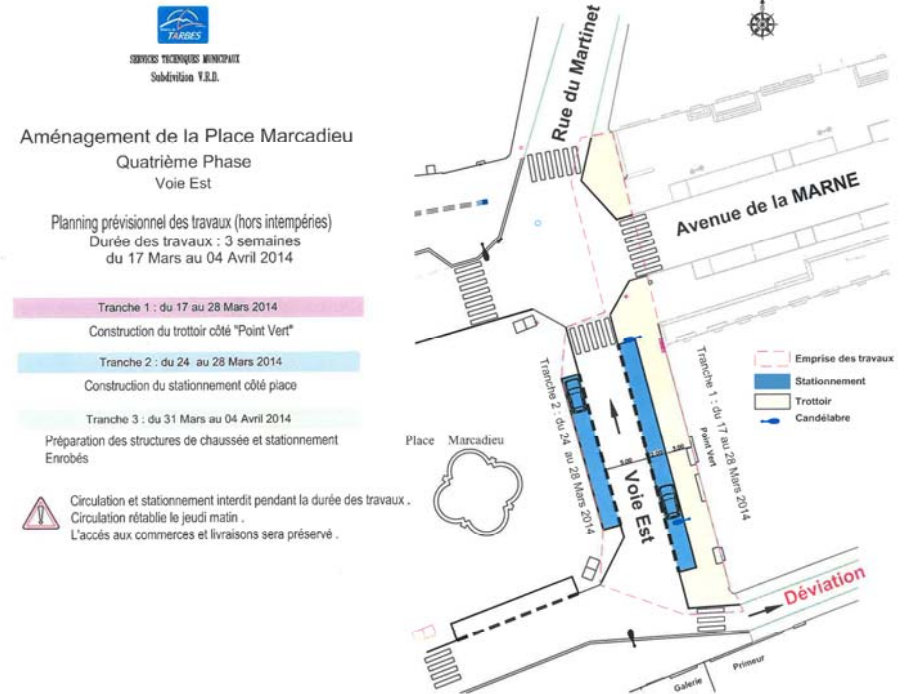 TARBES
SERVICES TECHNIQUES MUNICIPAUX
Subdivition V.R.D.
Aménagement de la Place Marcadieu
Quatrième Phase
Voie Est
Planning prévisionnel des travaux (hors intempéries)
Durée des travaux : 3 semaines
du 17 Mars au 04 Avril 2014
Tranche 1 : du 17 au 28 Mars 2014
Construction du trottoir côté "Point Vert"
Tranche 2 : du 24 au 28 Mars 2014
Construction du stationnement côté place
Tranche 3 : du 31 Mars au 04 Avril 2014
Préparation des structures de chaussée et stationnement
Enrobés
Circulation et stationnement interdit pendant la durée des travaux .
Circulation rétablie le jeudi matin .
L'accés aux commerces et livraisons sera préservé .
Rue du Martinet
Avenue de la MARNE
Emprise des travaux
Stationnement
Trottoir
Candélabre
Tranche 2 : du 24 au 28 Mars 2014
Tranche 1 : du 17 au 28 Mars 2014
Point Vert
Place Marcadieu
Voie Est
Déviation
Galerie
Primeur